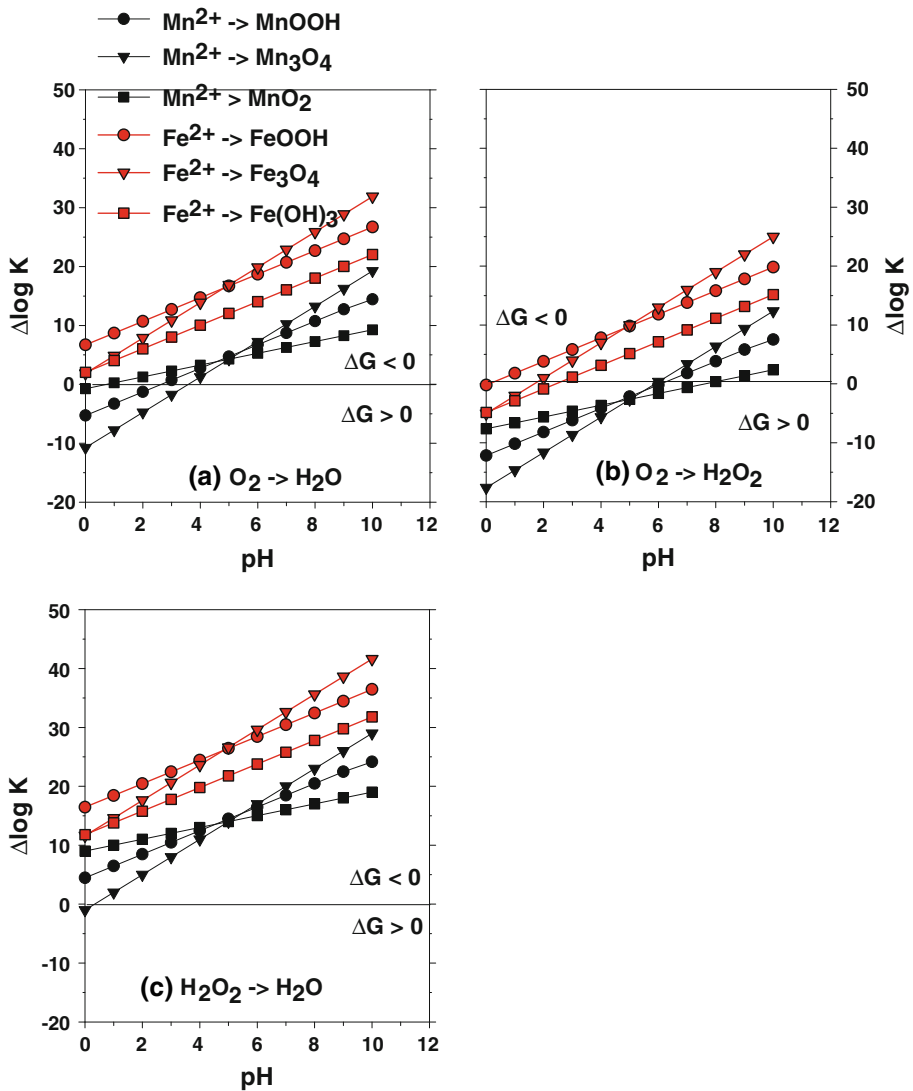 Mn2+ -> MnOOH
Mn2+ -> Mn3O4
Mn2+ > MnO2
Fe2+ -> FeOOH
Fe2+ -> Fe3O4
Fe2+ -> Fe(OH)3
50
40
30
20
10
0
-10
-20
Δlog K
ΔG < 0
ΔG > 0
(a) O2 -> H2O
0 2 4 6 8 10 12
pH
50
40
30
20
10
0
-10
-20
Δlog K
ΔG < 0
ΔG > 0
(b) O2 -> H2O2
0 2 4 6 8 10 12
pH
50
40
30
20
10
0
-10
-20
Δlog K
ΔG < 0
ΔG > 0
(c) H2O2 -> H2O
0 2 4 6 8 10 12
pH